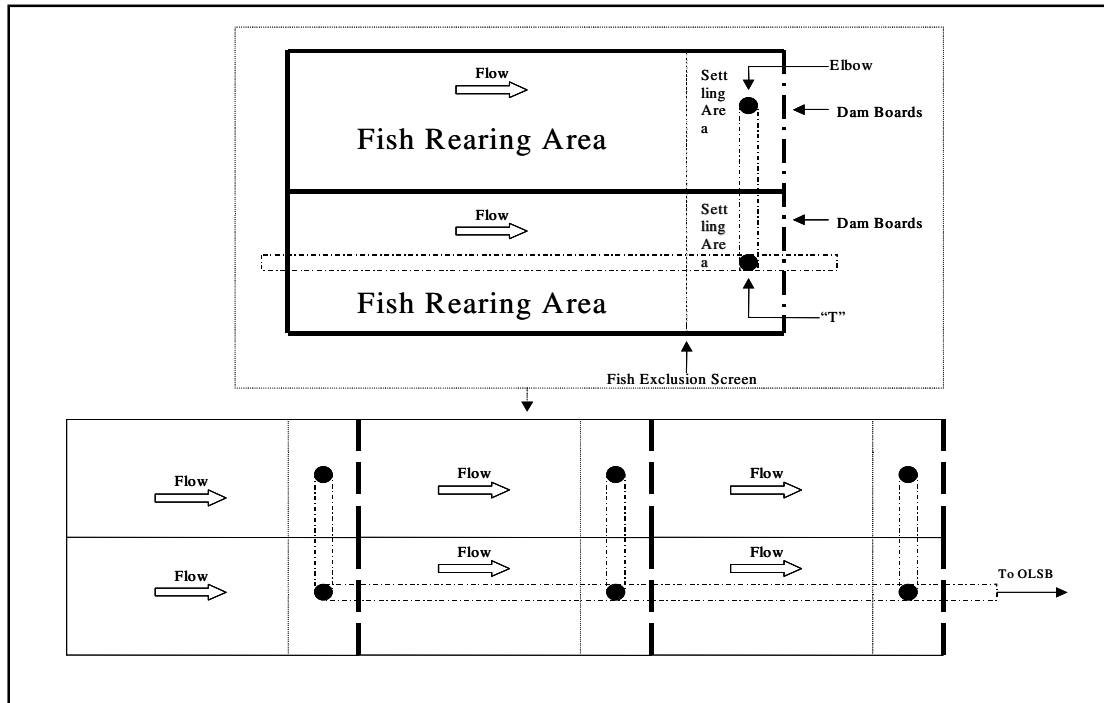 Flow
Sett
ling
Are
a
Elbow
Dam Boards
Fish Rearing Area
Flow
Sett
ling
Are
a
Dam Boards
Fish Rearing Area
“T”
Fish Exclusion Screen
Flow
Flow
Flow
Flow
Flow
Flow
To OLSB